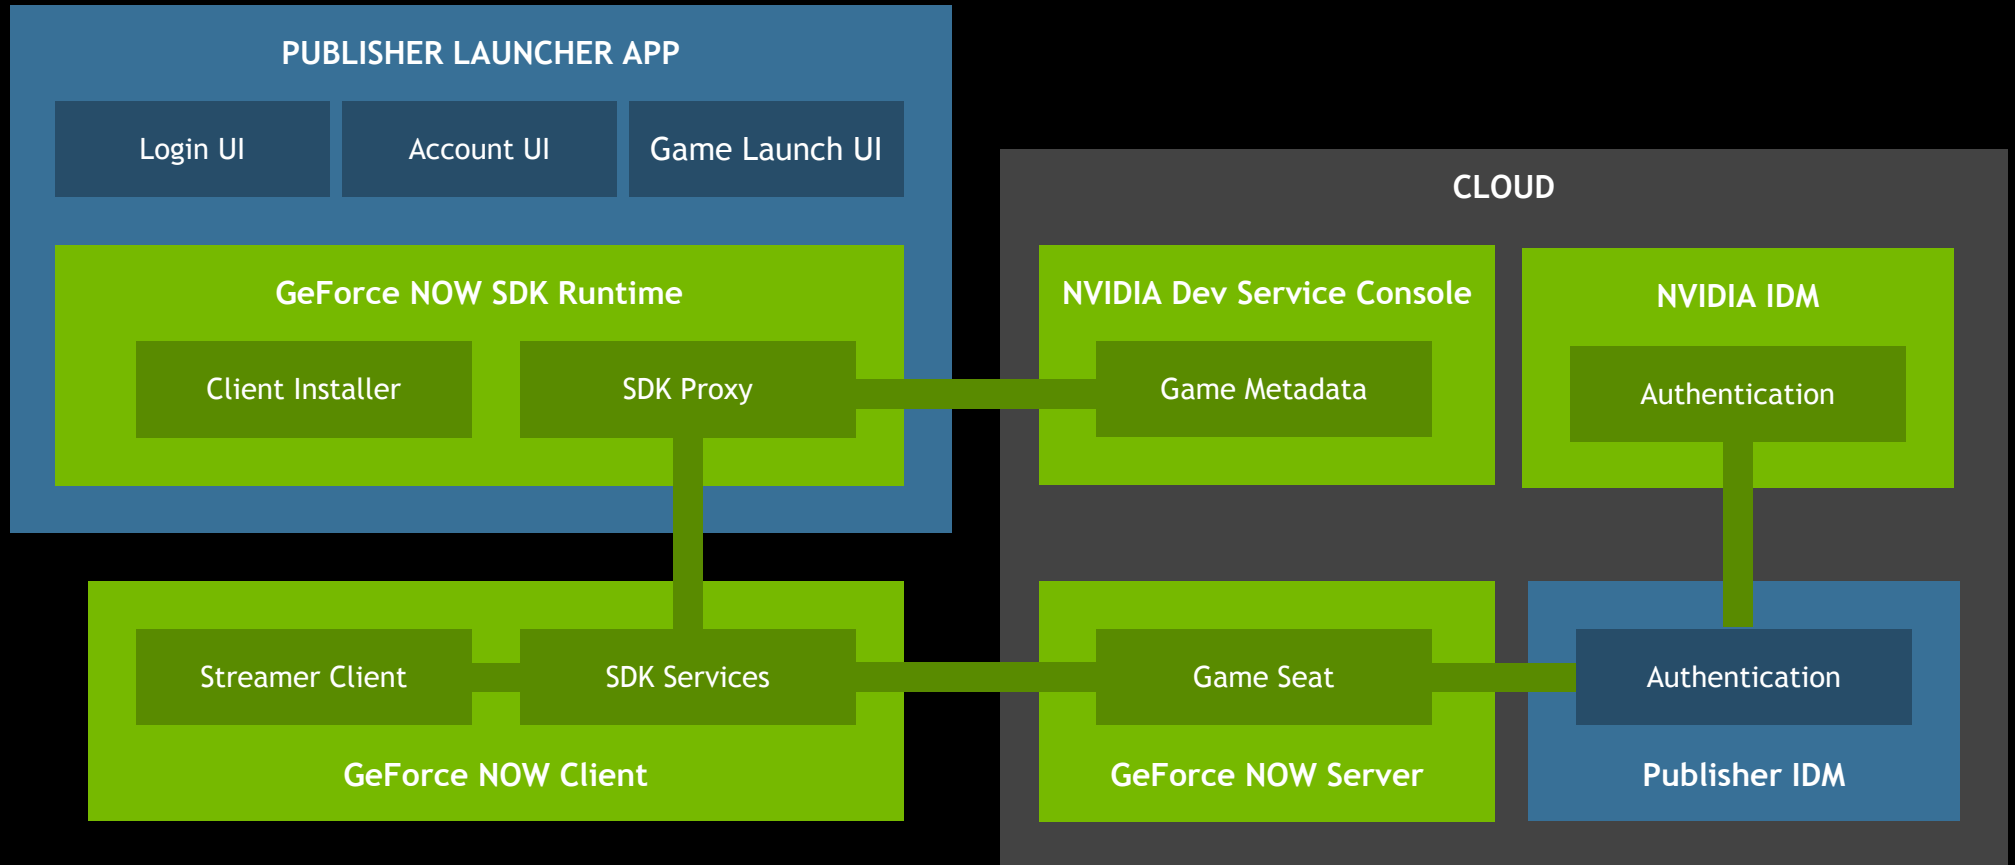 PUBLISHER LAUNCHER APP
Login UI
Account UI
Game Launch UI
GeForce NOW SDK Runtime
Client Installer
SDK Proxy
CLOUD
NVIDIA Dev Service Console
Game Metadata
NVIDIA IDM
Authentication
Streamer Client
SDK Services
GeForce NOW Client
Game Seat
GeForce NOW Server
Authentication
Publisher IDM